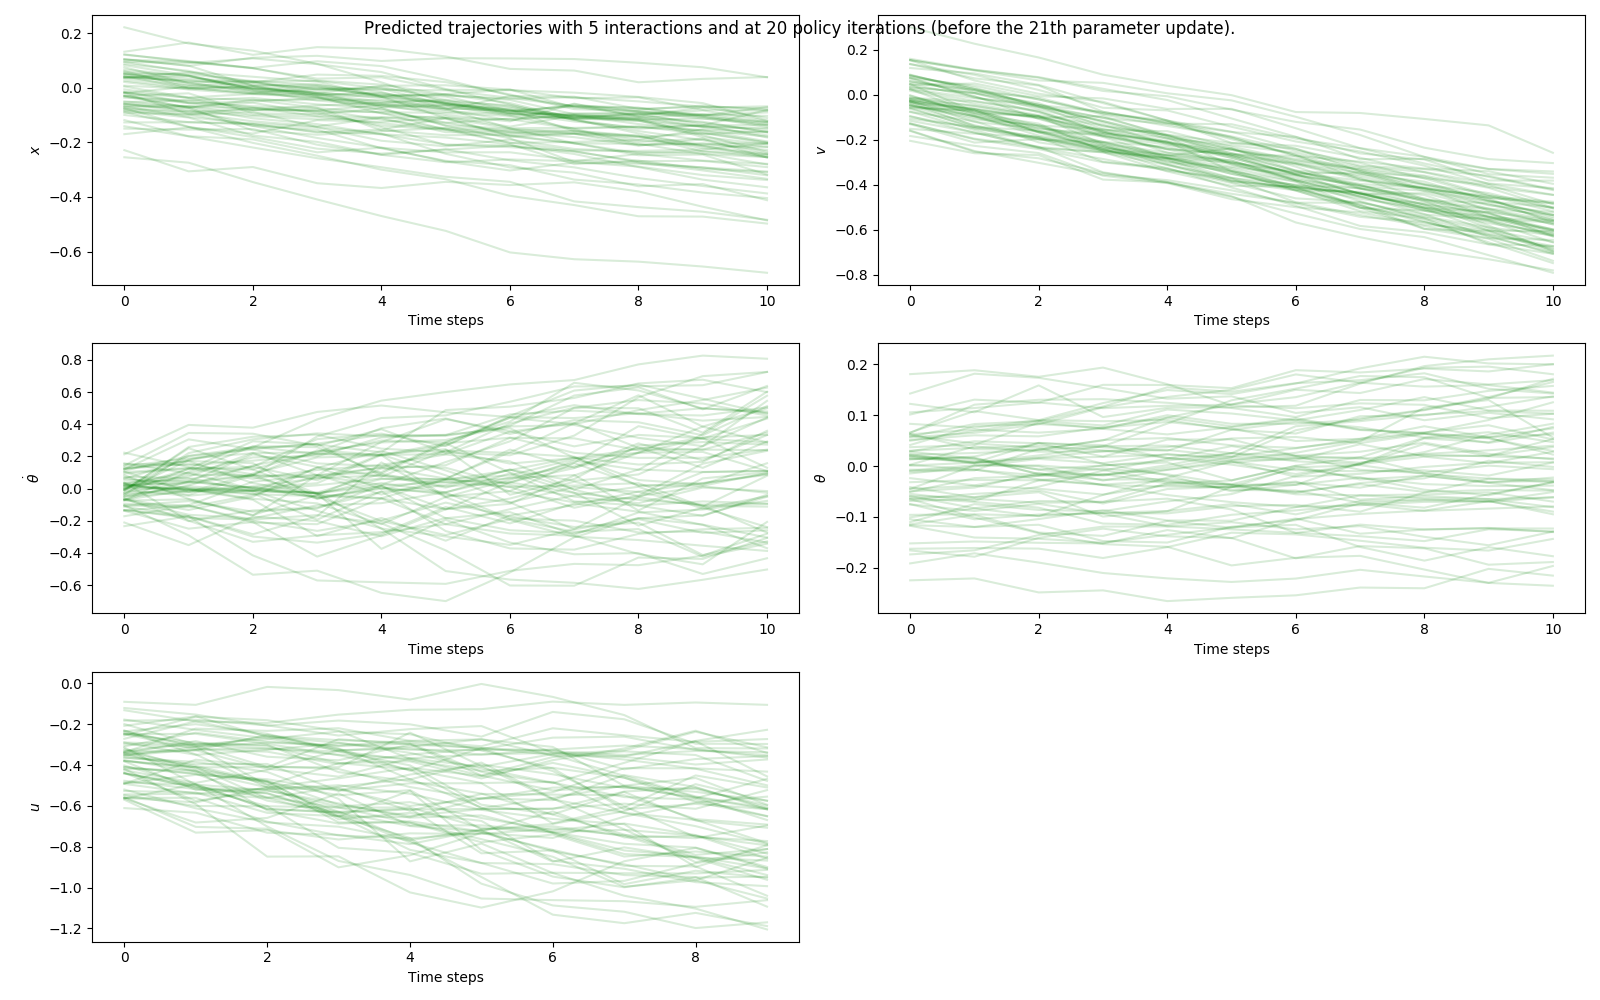 Predicted trajectories with 5 interactions and at 20 policy iterations (before the 21th parameter update).
0.2
0.0
−0.2
−0.4
−0.6
x
0 2 4 6 8 10
Time steps
0.2
0.0
−0.2
−0.4
−0.6
−0.8
v
0 2 4 6 8 10
Time steps
0.8
0.6
0.4
0.2
0.0
−0.2
−0.4
−0.6
θ̇
0 2 4 6 8 10
Time steps
0.2
0.1
0.0
−0.1
−0.2
θ
0 2 4 6 8 10
Time steps
0.0
−0.2
−0.4
−0.6
−0.8
−1.0
−1.2
u
0 2 4 6 8
Time steps